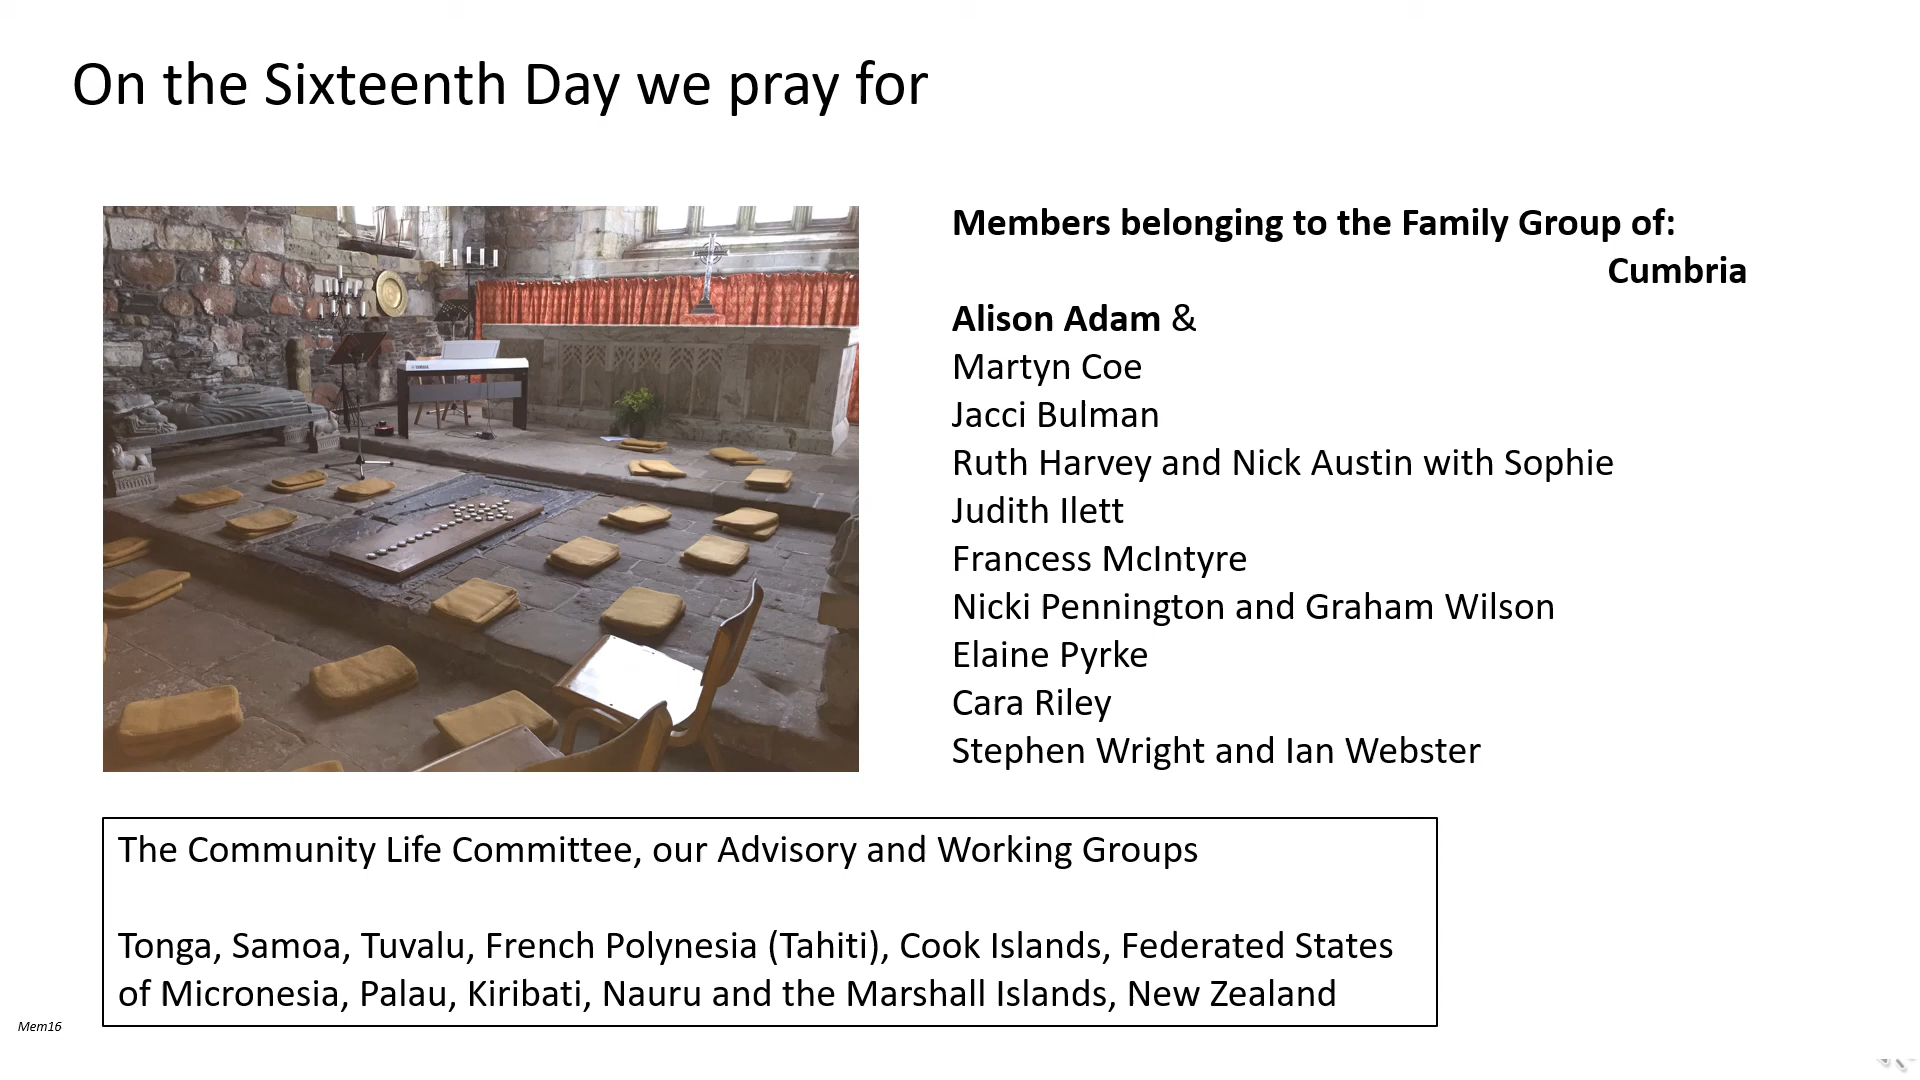 On the Sixteenth Day we pray for
Members belonging to the Family Group of:
Cumbria
Alison Adam &
Martyn Coe
Jacci Bulman
Ruth Harvey and Nick Austin with Sophie
Judith Ilett
Francess McIntyre
Nicki Pennington and Graham Wilson
Elaine Pyrke
Cara Riley
Stephen Wright and Ian Webster
The Community Life Committee, our Advisory and Working Groups
Tonga, Samoa, Tuvalu, French Polynesia (Tahiti), Cook Islands, Federated States
of Micronesia, Palau, Kiribati, Nauru and the Marshall Islands, New Zealand
Mem16